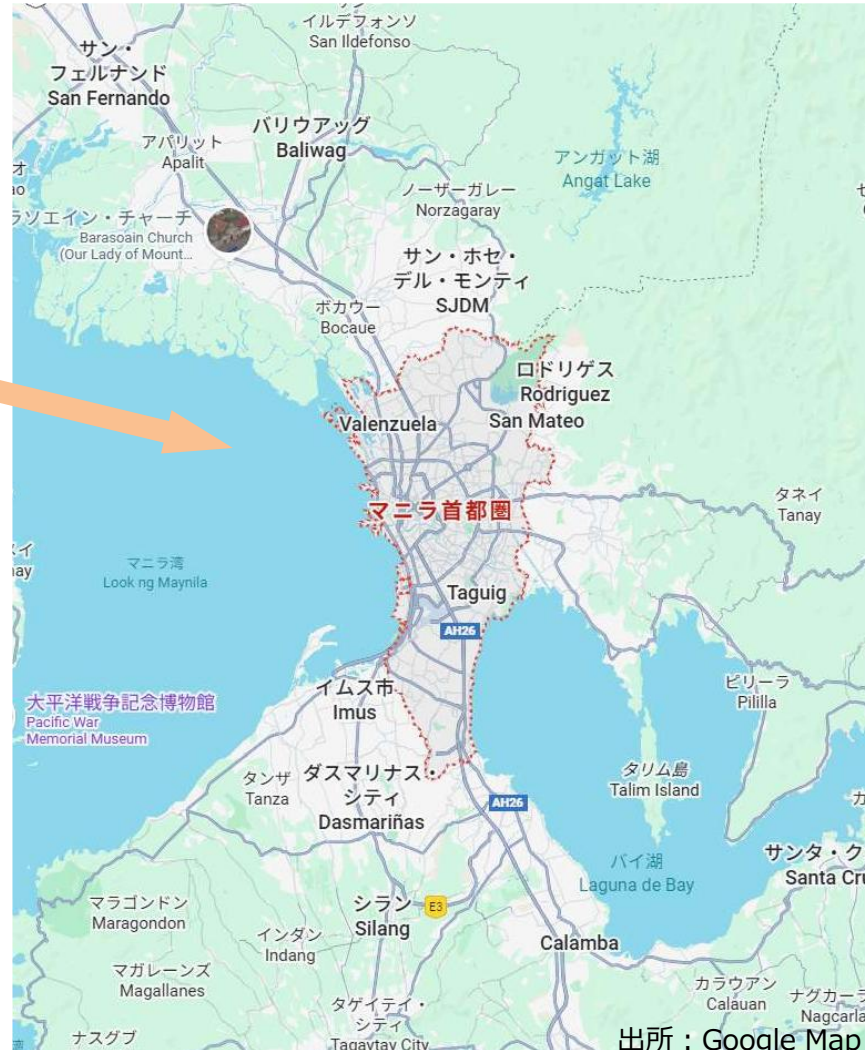 イルデフォンソ
San Ildefonso
サン・
フェルナンド
San Fernando
バリウアッグ
Baliwag
アパリット
Apalit
アンガット湖
Angat Lake
ノーザーガレー
Norzagaray
ラソエイン・チャーチ
Barasoain Church
(Our Lady of Mount...
サン・ホセ・
デル・モンティ
SJDM
ボカウー
Bocaue
ロドリゲス
Rodriguez
San Mateo
Valenzuela
マニラ首都圏
タネイ
Tanay
マニラ湾
Look ng Maynila
Taguig
AH26
大平洋戦争記念博物館
Pacific War
Memorial Museum
イムス市
Imus
ピリーラ
Pililla
タリム島
Talim Island
タンザ
Tanza
ダスマリナス・
シティ
Dasmariñas
AH26
バイ湖
Laguna de Bay
サンタ・ク
Santa Cru
マラゴンドン
Maragondon
シラン
Silang
E3
インダン
Indang
Calamba
マガレーンズ
Magallanes
カラウアン
Calauan
ナグカーラ
Nagcarla
タゲイテイ・
シティ
Tagaytay City
ナスグブ
出所：Google Map